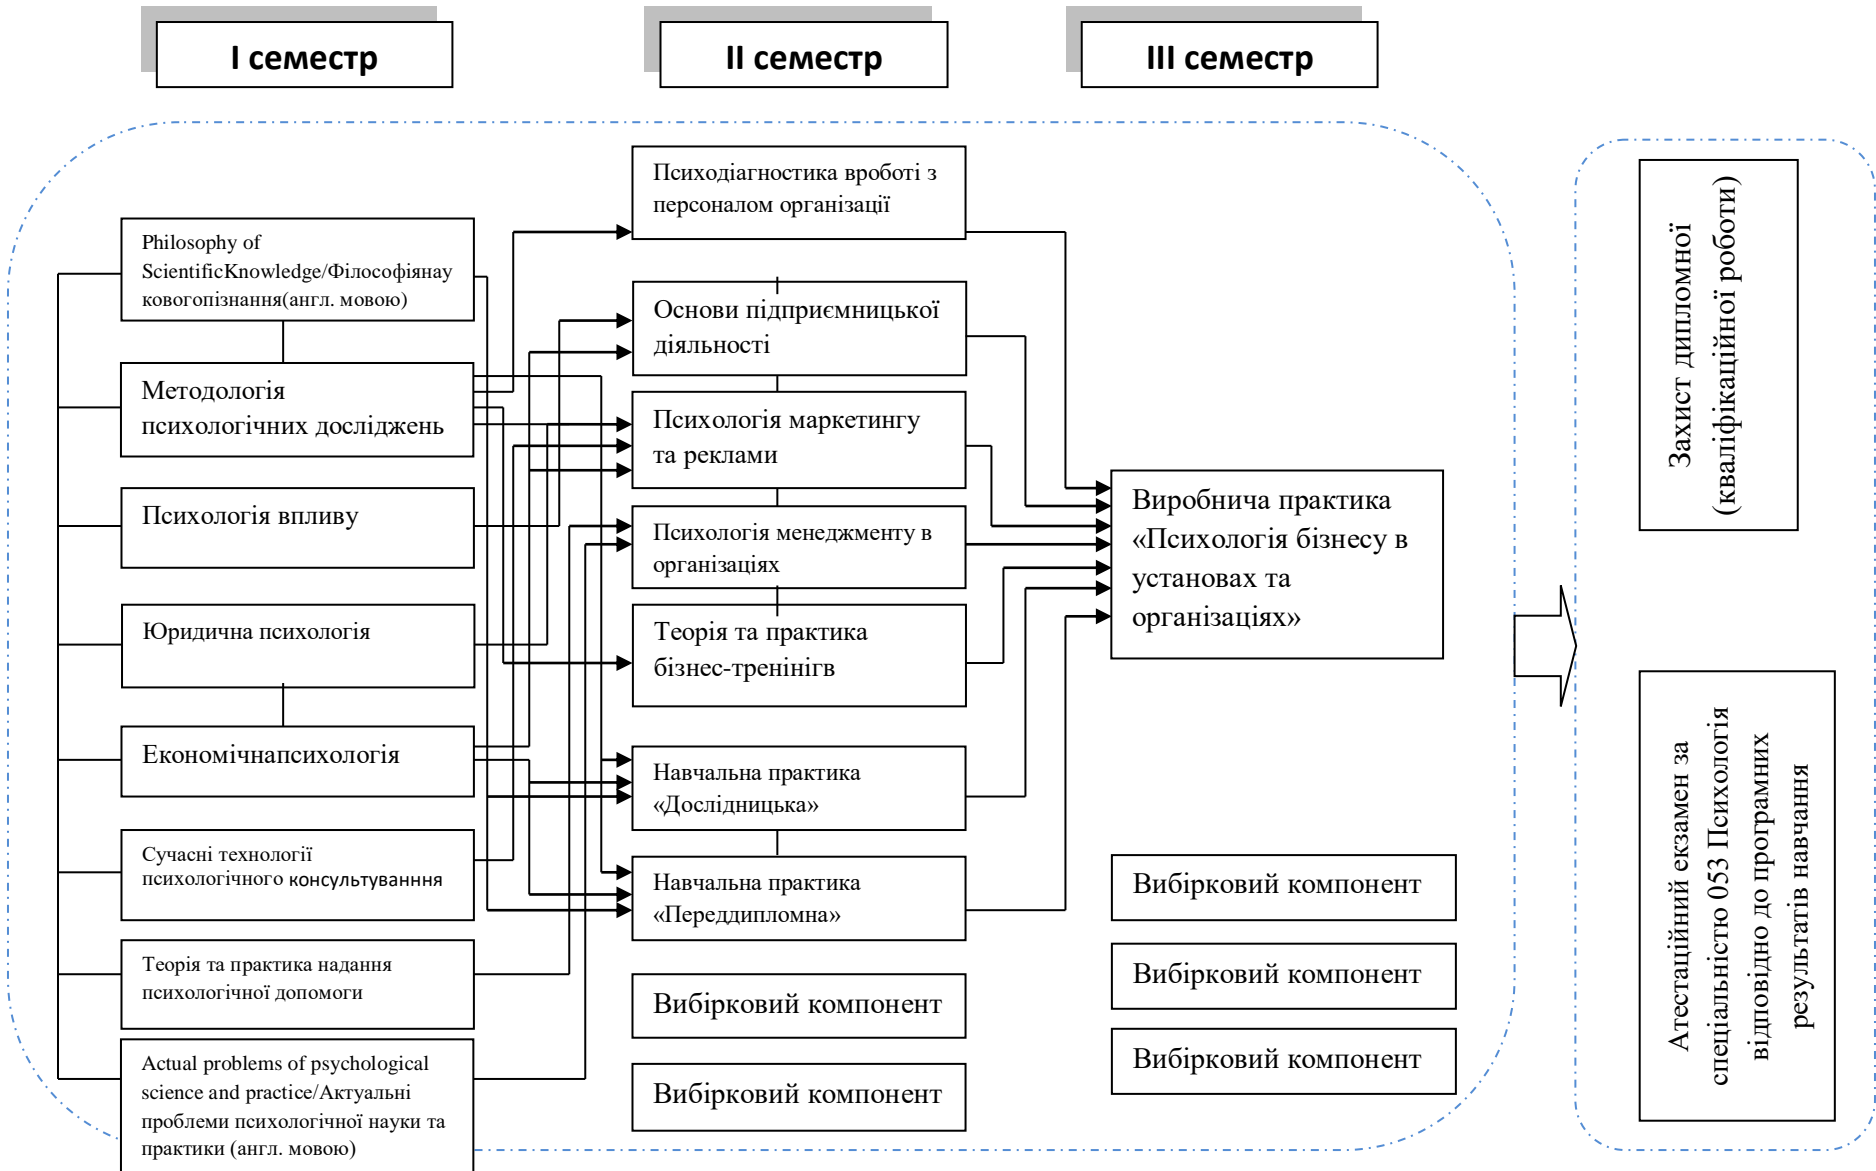 І семестр
ІІ семестр
ІІІ семестр
Philosophy of
ScientificKnowledge/Філософіянау
ковогопізнання(англ. мовою)
Методологія
психологічних досліджень
Психологія впливу
Юридична психологія
Економічнапсихологія
Сучасні технології
психологічного консультуванння
Теорія та практика надання
психологічної допомоги
Actual problems of psychological
science and practice/Актуальні
проблеми психологічної науки та
практики (англ. мовою)
Психодіагностика вроботі з
персоналом організації
Основи підприємницької
діяльності
Психологія маркетингу
та реклами
Психологія менеджменту в
організаціях
Теорія та практика
бізнес-тренінігв
Навчальна практика
«Дослідницька»
Навчальна практика
«Переддипломна»
Вибірковий компонент
Вибірковий компонент
Виробнича практика
«Психологія бізнесу в
установах та
організаціях»
Вибірковий компонент
Вибірковий компонент
Вибірковий компонент
Захист дипломної
(кваліфікаційної роботи)
Атестаційний екзамен за
спеціальністю 053 Психологія
відповідно до програмних
результатів навчання